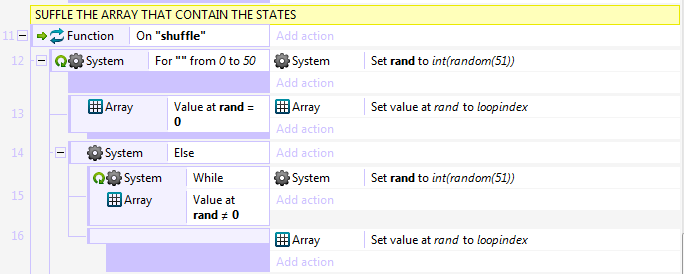 SUFFLE THE ARRAY THAT CONTAIN THE STATES
11 Function On "shuffle" Add action
12 System For "" from 0 to 50 System Set rand to int(random(51))
Add action
13 Array Value at rand = 0 Array Set value at rand to loopindex
Add action
14 System Else Add action
15 System While System Set rand to int(random(51))
Array Value at rand ≠ 0 Add action
16 Array Set value at rand to loopindex
Add action